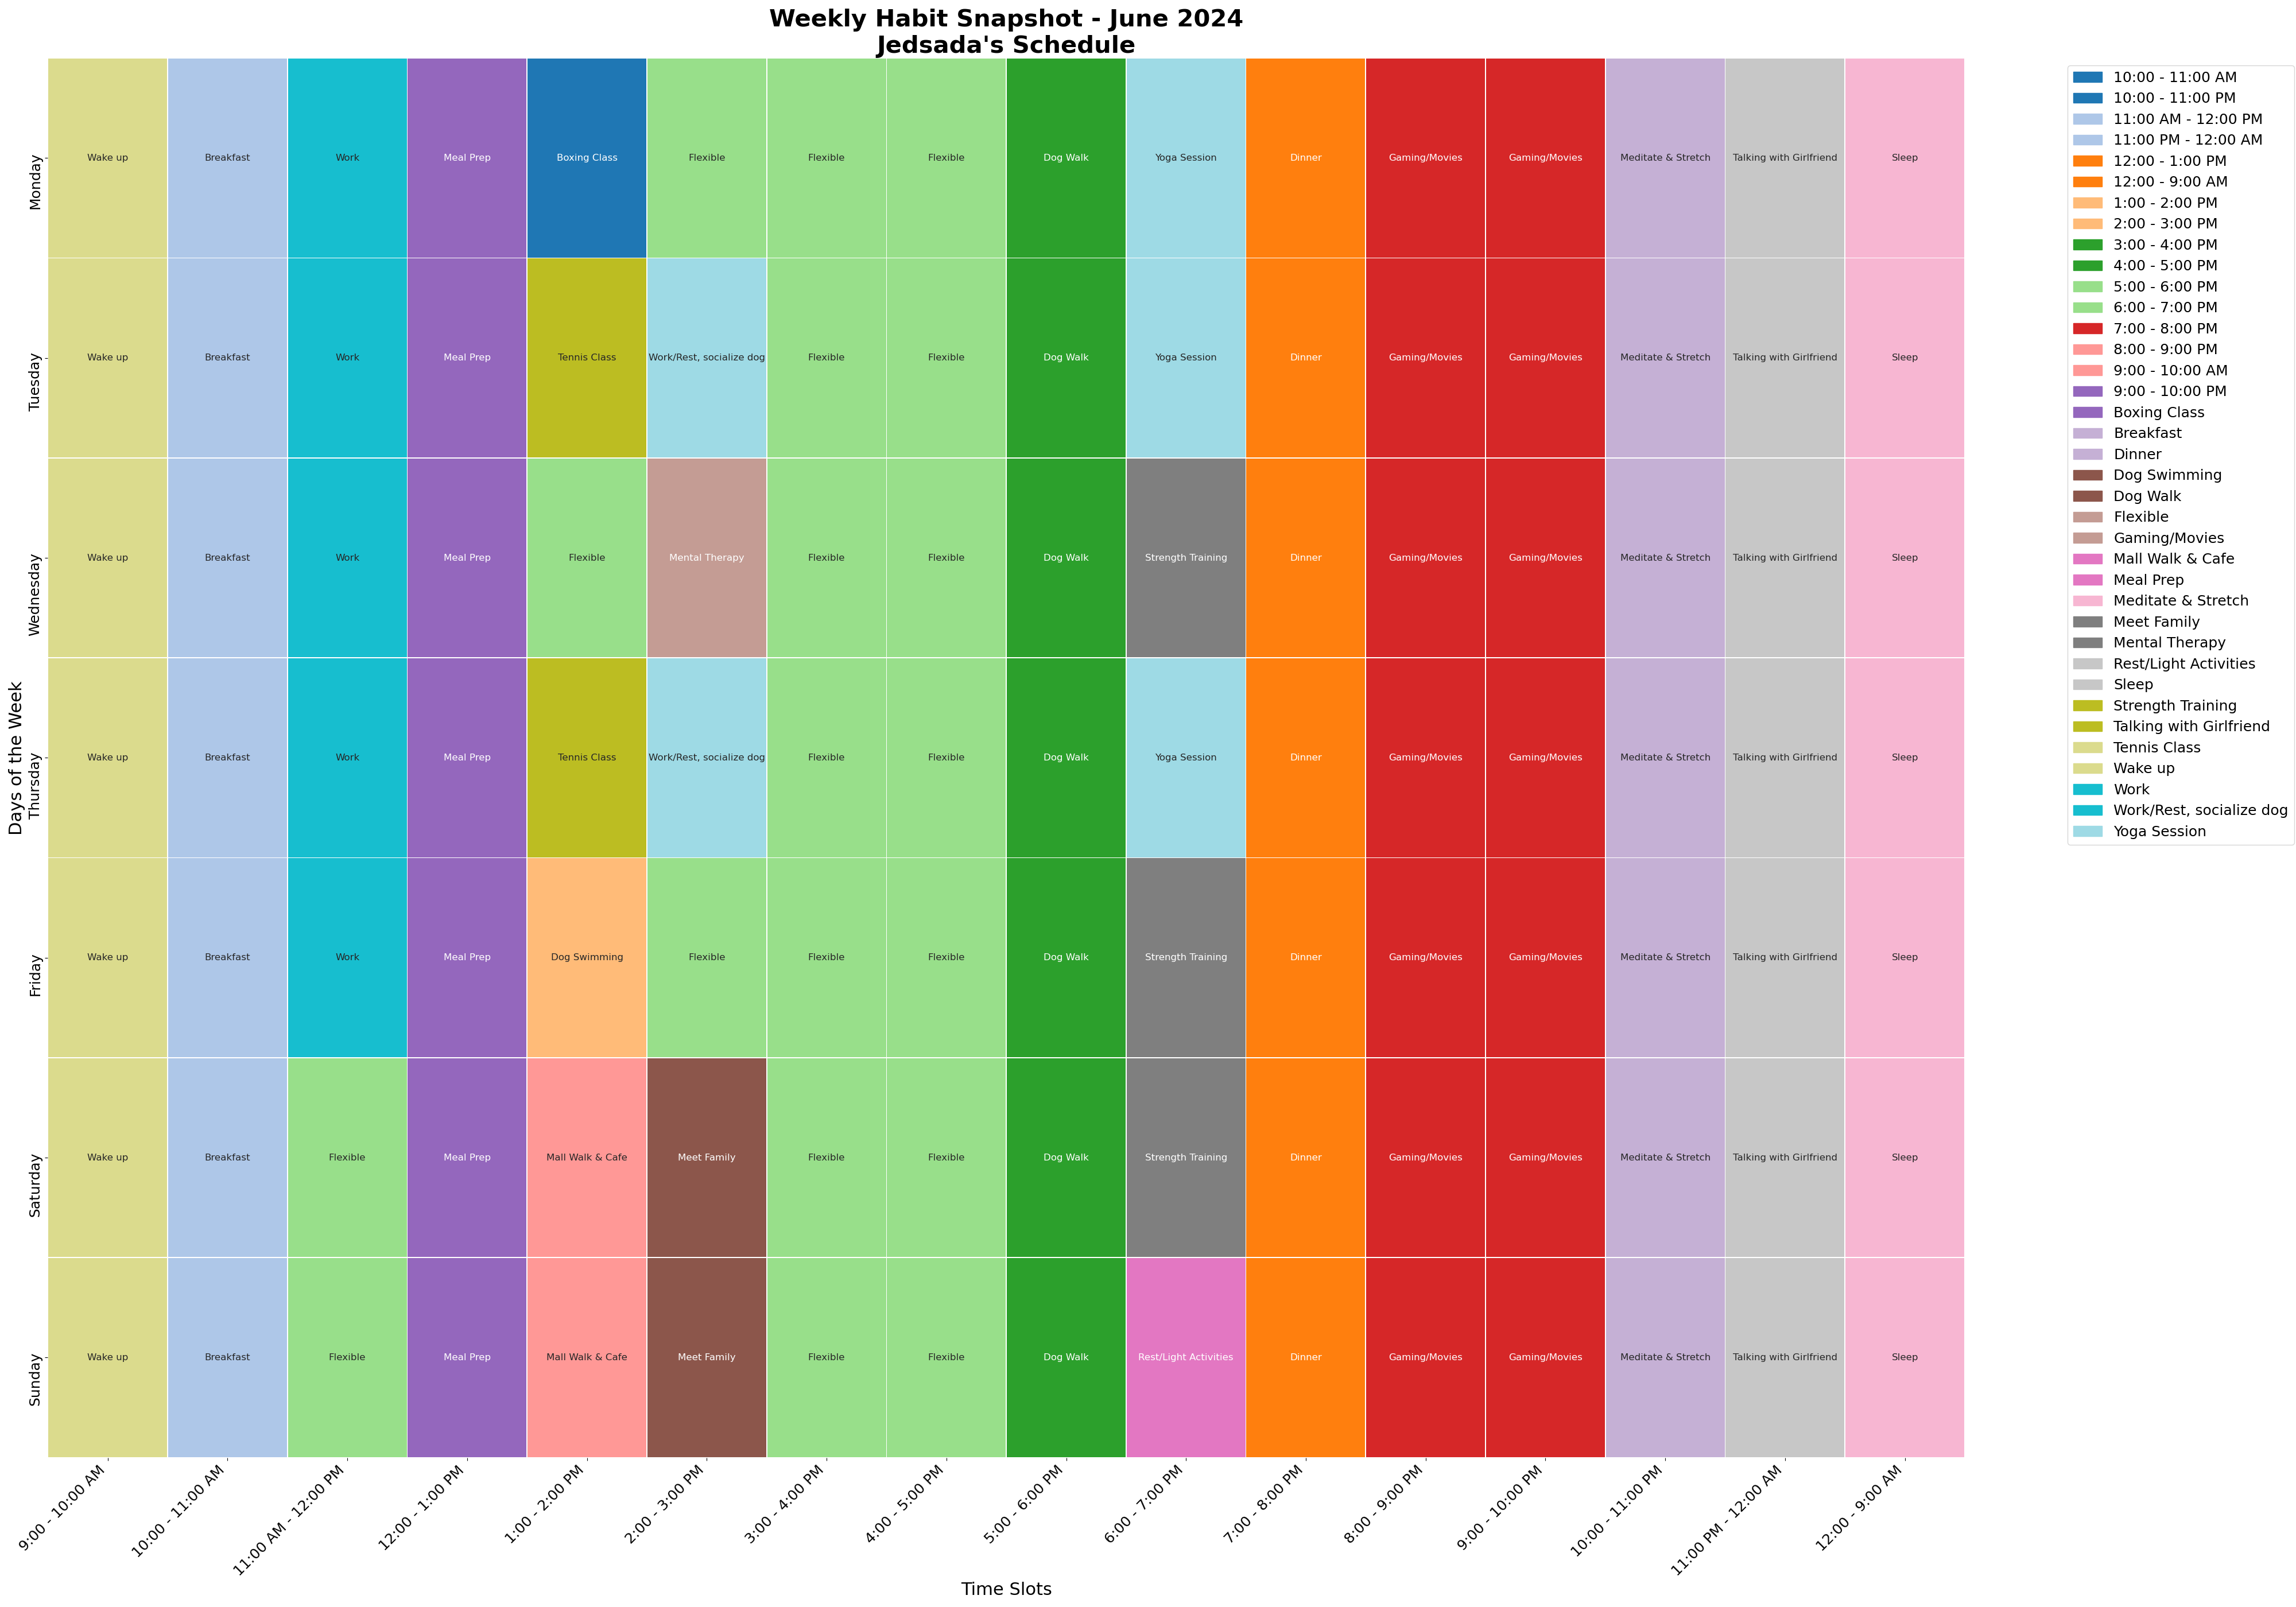 Weekly Habit Snapshot - June 2024
Jedsada's Schedule
Days of the Week
Monday
Wake up
Breakfast
Work
Meal Prep
Boxing Class
Flexible
Flexible
Flexible
Dog Walk
Yoga Session
Dinner
Gaming/Movies
Gaming/Movies
Meditate & Stretch
Talking with Girlfriend
Sleep
Tuesday
Wake up
Breakfast
Work
Meal Prep
Tennis Class
Work/Rest, socialize dog
Flexible
Flexible
Dog Walk
Yoga Session
Dinner
Gaming/Movies
Gaming/Movies
Meditate & Stretch
Talking with Girlfriend
Sleep
Wednesday
Wake up
Breakfast
Work
Meal Prep
Flexible
Mental Therapy
Flexible
Flexible
Dog Walk
Strength Training
Dinner
Gaming/Movies
Gaming/Movies
Meditate & Stretch
Talking with Girlfriend
Sleep
Thursday
Wake up
Breakfast
Work
Meal Prep
Tennis Class
Work/Rest, socialize dog
Flexible
Flexible
Dog Walk
Yoga Session
Dinner
Gaming/Movies
Gaming/Movies
Meditate & Stretch
Talking with Girlfriend
Sleep
Friday
Wake up
Breakfast
Work
Meal Prep
Dog Swimming
Flexible
Flexible
Flexible
Dog Walk
Strength Training
Dinner
Gaming/Movies
Gaming/Movies
Meditate & Stretch
Talking with Girlfriend
Sleep
Saturday
Wake up
Breakfast
Flexible
Meal Prep
Mall Walk & Cafe
Meet Family
Flexible
Flexible
Dog Walk
Strength Training
Dinner
Gaming/Movies
Gaming/Movies
Meditate & Stretch
Talking with Girlfriend
Sleep
Sunday
Wake up
Breakfast
Flexible
Meal Prep
Mall Walk & Cafe
Meet Family
Flexible
Flexible
Dog Walk
Rest/Light Activities
Dinner
Gaming/Movies
Gaming/Movies
Meditate & Stretch
Talking with Girlfriend
Sleep
9:00 - 10:00 AM
10:00 - 11:00 AM
11:00 AM - 12:00 PM
12:00 - 1:00 PM
1:00 - 2:00 PM
2:00 - 3:00 PM
3:00 - 4:00 PM
4:00 - 5:00 PM
5:00 - 6:00 PM
6:00 - 7:00 PM
7:00 - 8:00 PM
8:00 - 9:00 PM
9:00 - 10:00 PM
10:00 - 11:00 PM
11:00 PM - 12:00 AM
12:00 - 9:00 AM
Time Slots
10:00 - 11:00 AM
10:00 - 11:00 PM
11:00 AM - 12:00 PM
11:00 PM - 12:00 AM
12:00 - 1:00 PM
12:00 - 9:00 AM
1:00 - 2:00 PM
2:00 - 3:00 PM
3:00 - 4:00 PM
4:00 - 5:00 PM
5:00 - 6:00 PM
6:00 - 7:00 PM
7:00 - 8:00 PM
8:00 - 9:00 PM
9:00 - 10:00 AM
9:00 - 10:00 PM
Boxing Class
Breakfast
Dinner
Dog Swimming
Dog Walk
Flexible
Gaming/Movies
Mall Walk & Cafe
Meal Prep
Meditate & Stretch
Meet Family
Mental Therapy
Rest/Light Activities
Sleep
Strength Training
Talking with Girlfriend
Tennis Class
Wake up
Work
Work/Rest, socialize dog
Yoga Session